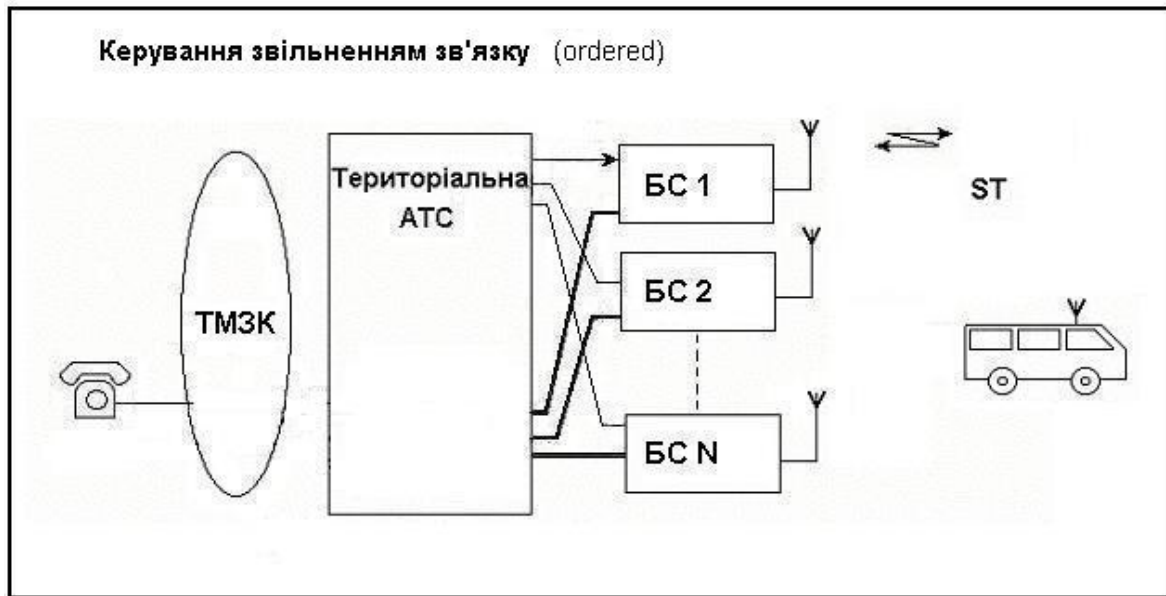 Керування звільненням зв'язку (ordered)
Територіальна
АТС
БС 1
ST
БС 2
ТМЗК
БС N